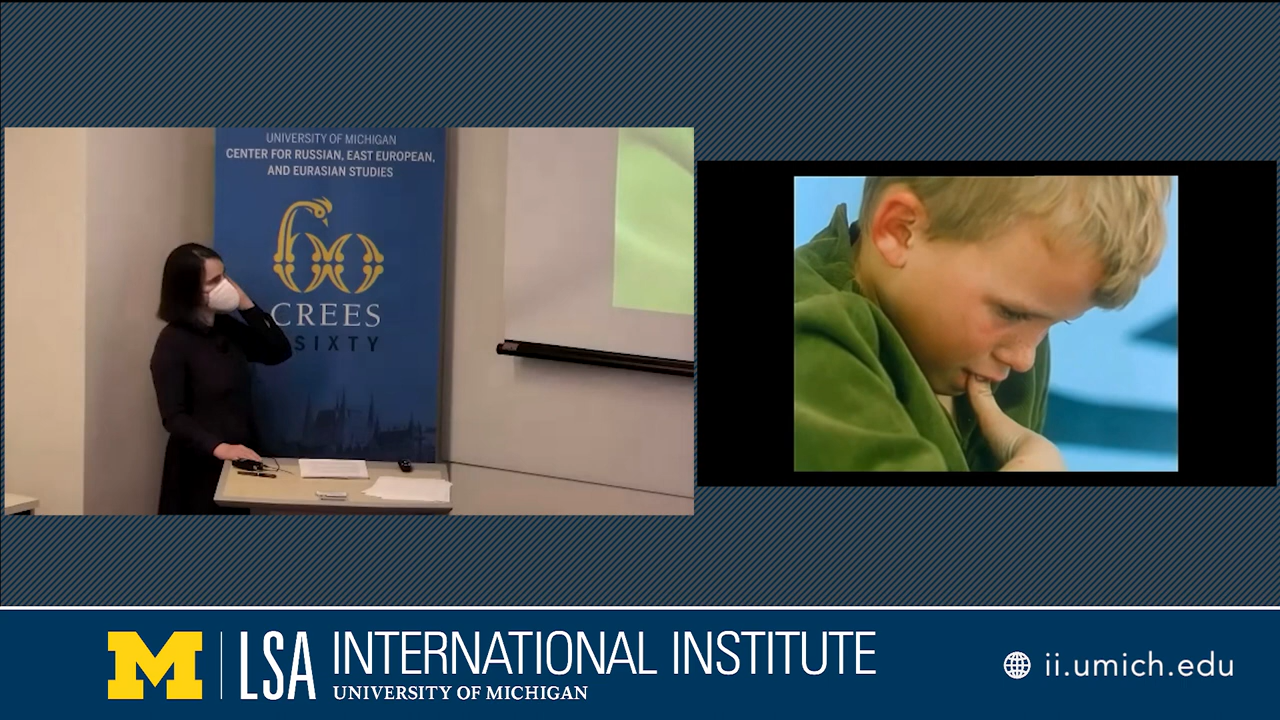 UNIVERSITY OF MICHIGAN
CENTER FOR RUSSIAN, EAST EUROPEAN,
AND EURASIAN STUDIES
60
CREES
SIXTY
M LSA INTERNATIONAL INSTITUTE
UNIVERSITY OF MICHIGAN
ii.umich.edu